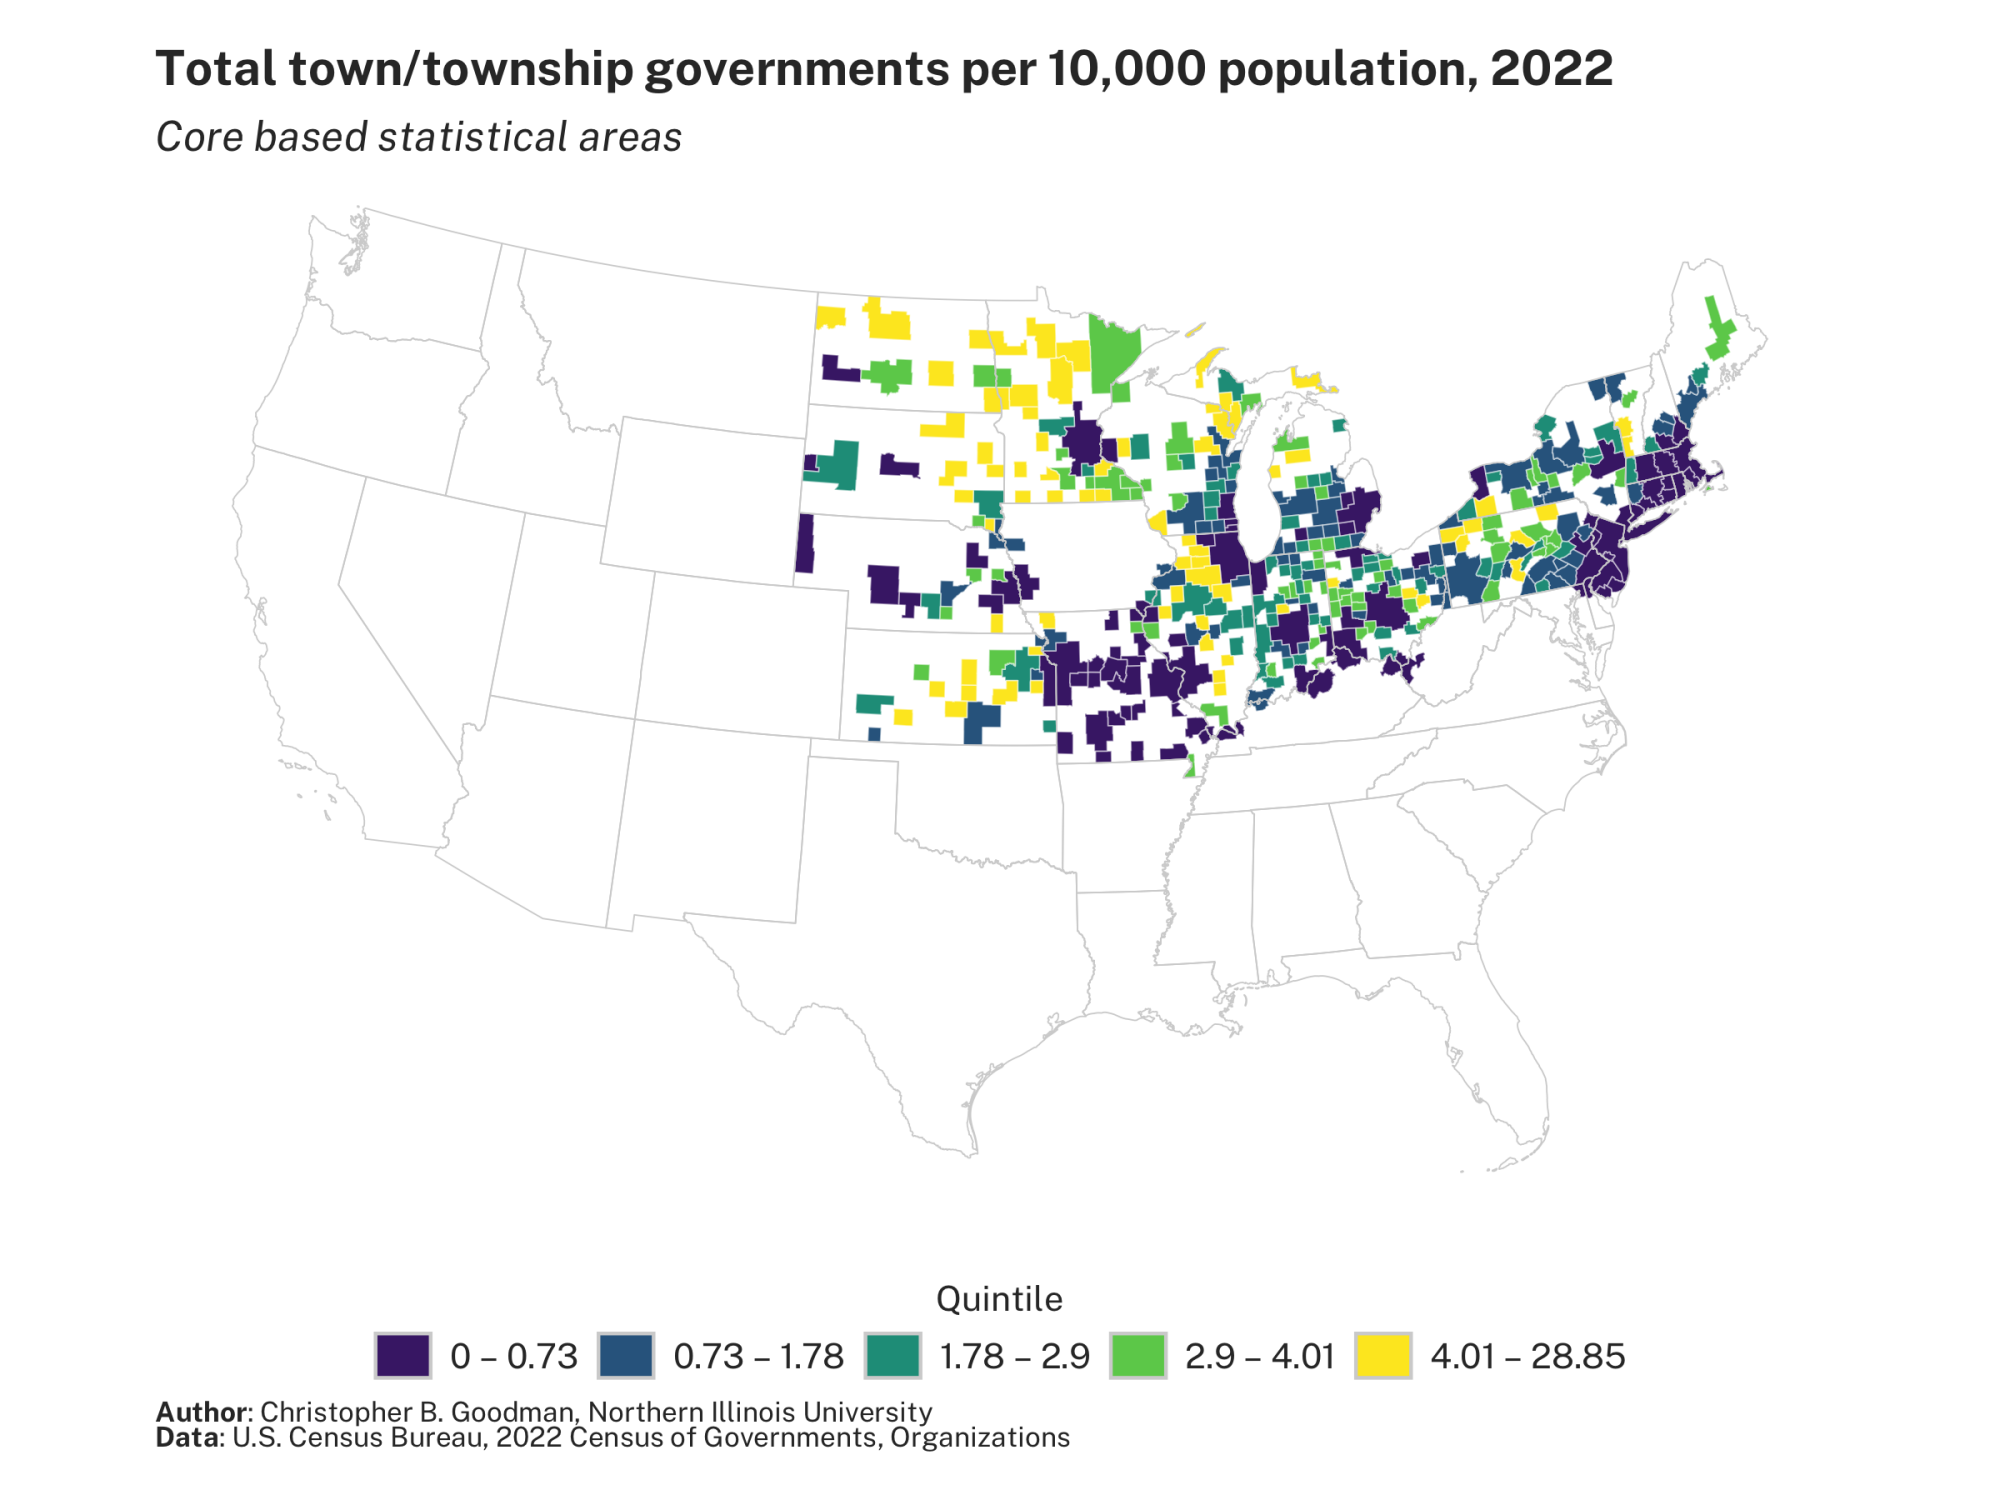 Total town/township governments per 10,000 population, 2022
Core based statistical areas
Quintile
0 – 0.73 0.73 – 1.78 1.78 – 2.9 2.9 – 4.01 4.01 – 28.85
Author: Christopher B. Goodman, Northern Illinois University
Data: U.S. Census Bureau, 2022 Census of Governments, Organizations